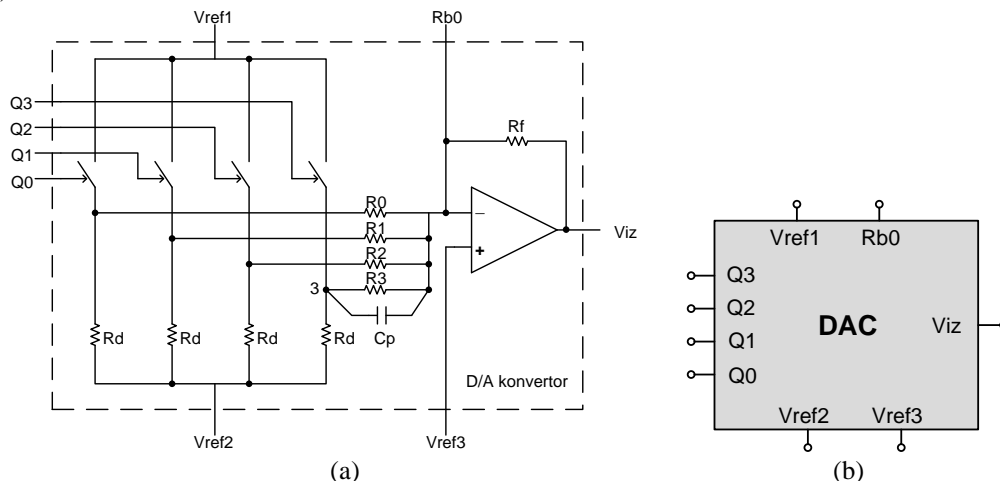 Vref1
Rb0
Q3
Q2
Q1
Q0
Rf
R0
R1
R2
R3
3
Cp
Rd
Rd
Rd
Rd
−
+
Viz
D/A konvertor
Vref2
Vref3
(a)
Vref1
Rb0
Q3
Q2
Q1
Q0
DAC
Viz
Vref2
Vref3
(b)